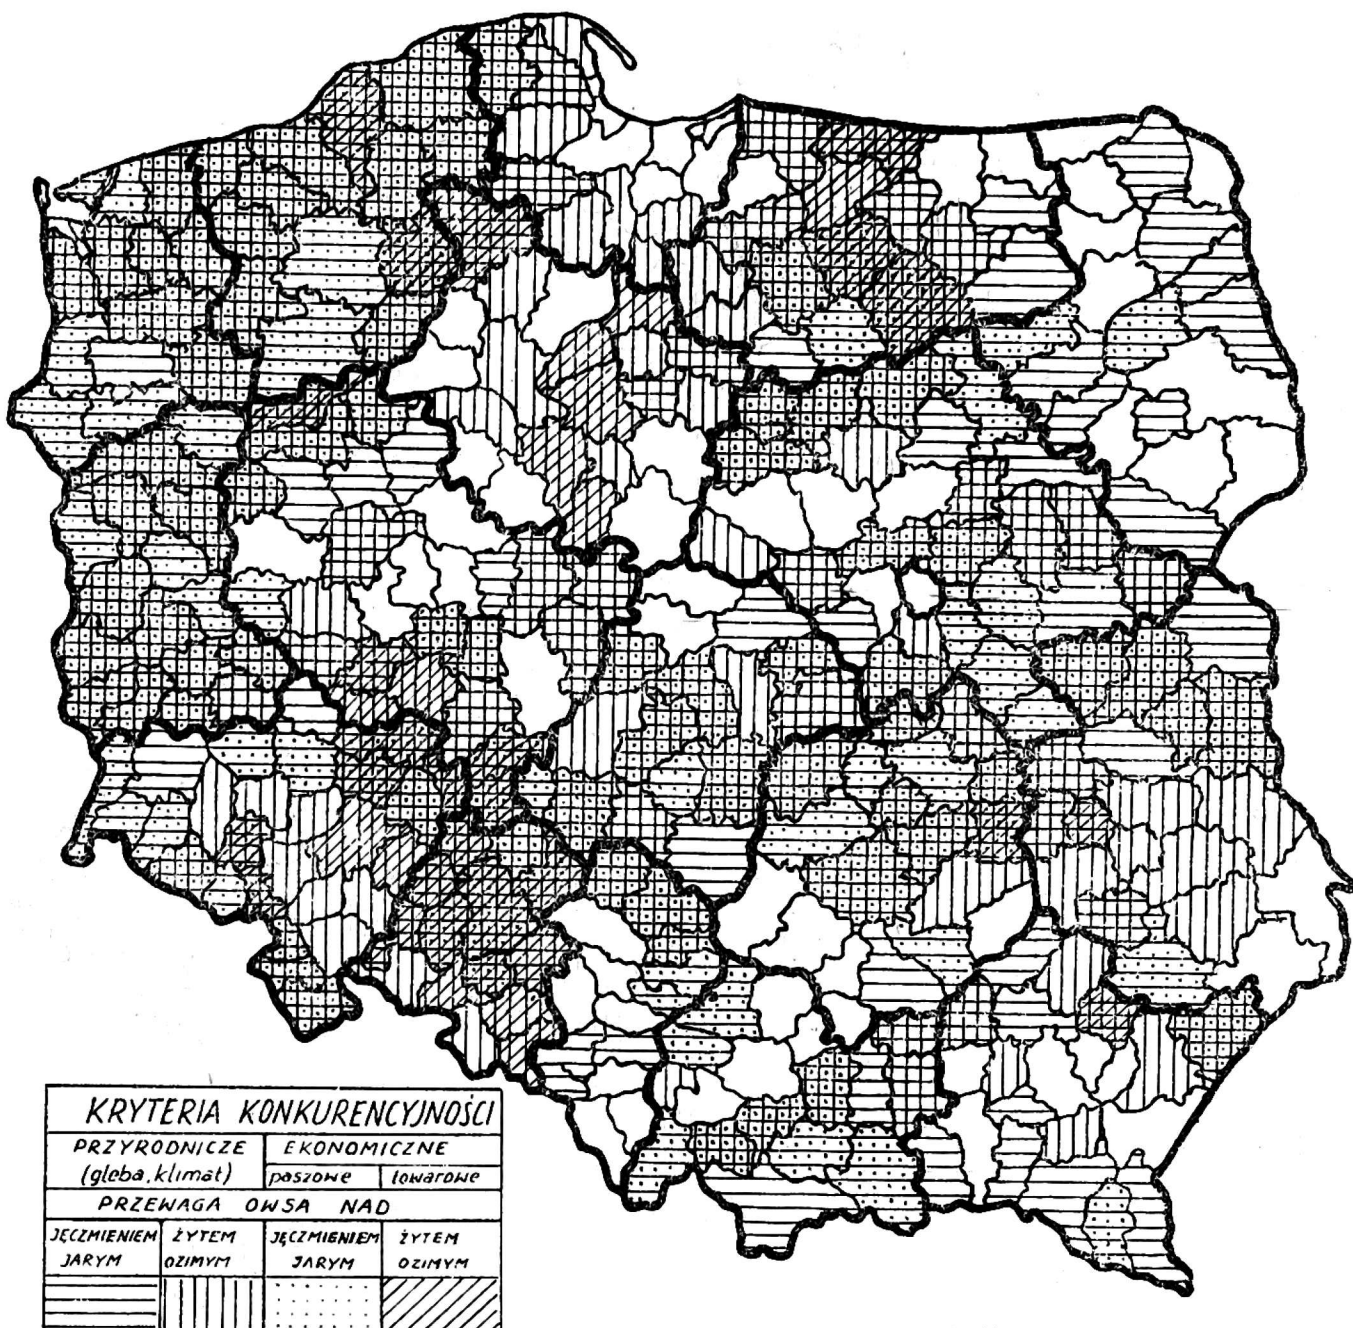 KRYTERIA KONKURENCYJNOŚCI
PRZYRODNICZE EKONOMICZNE
(gleba, klimat) paszowe towarowe
PRZEWAGA OWSA NAD
JĘCZMIENIEM ŻYTEM JĘCZMIENIEM ŻYTEM
JARYM OZIMYM JARYM OZIMYM